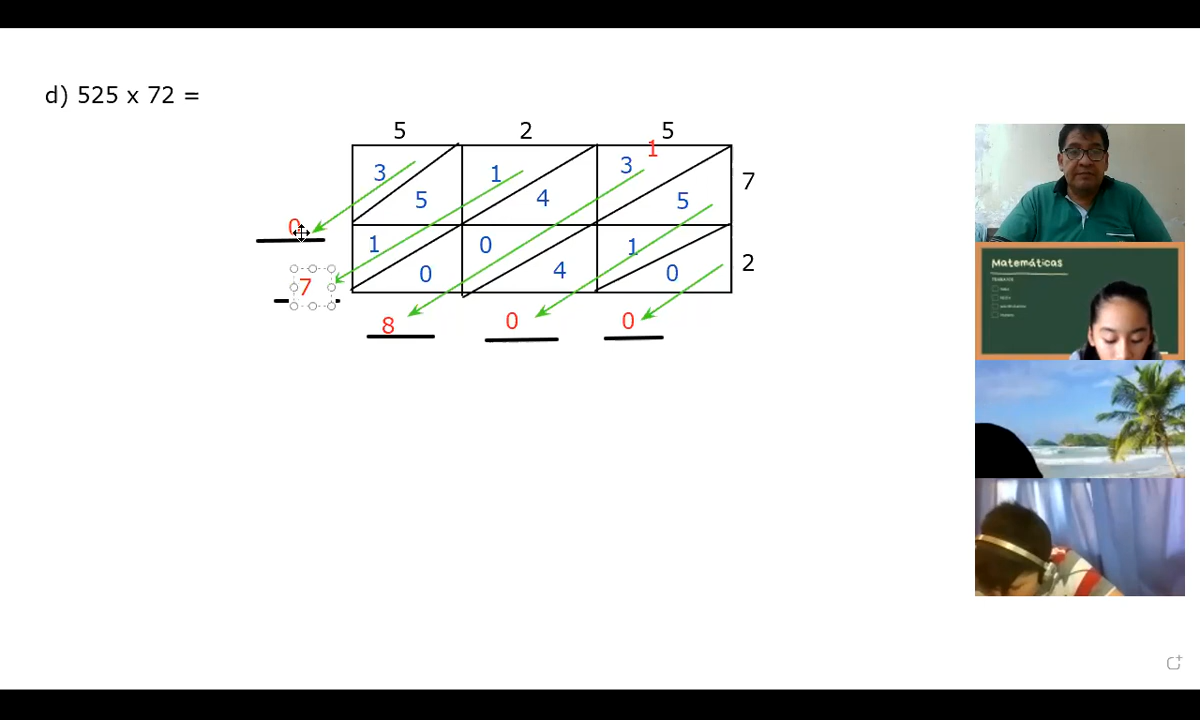 d) 525 x 72 =
5 2 5
1
3 1 3 7
5 4 5
0
1 0 1 2
0 4 0
7
8 0 0
Matemáticas